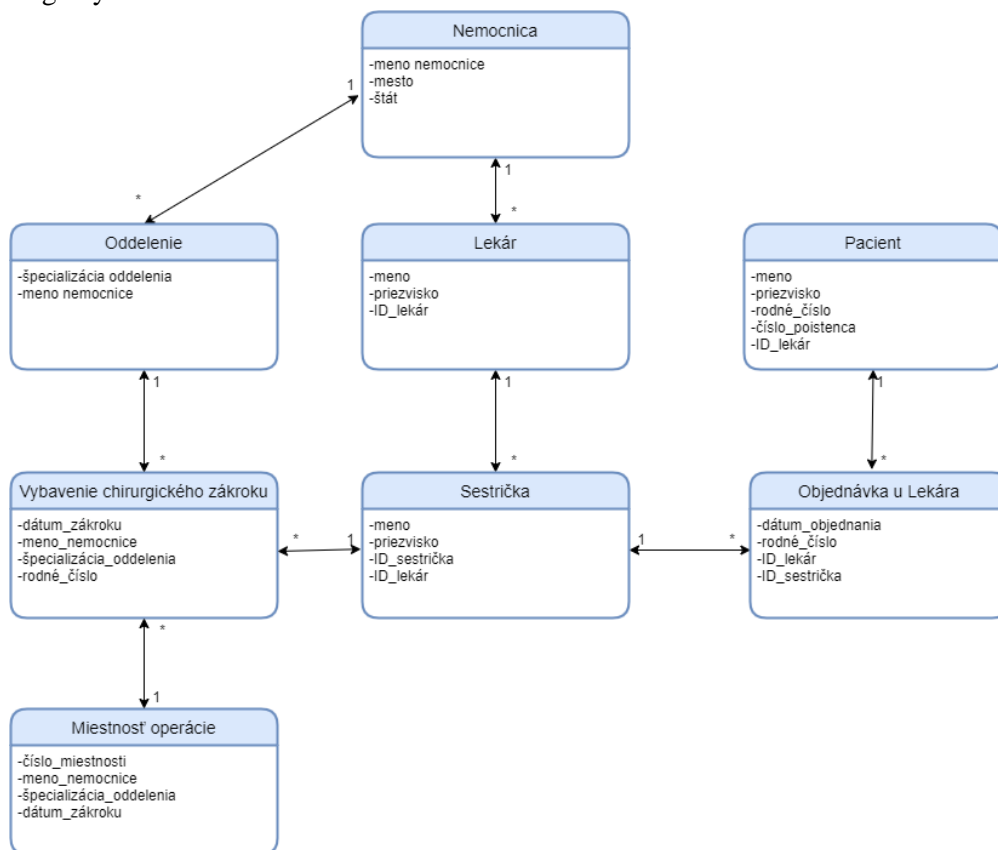 Nemocnica
-meno nemocnice
-mesto
-štát
1
*
1
*
Oddelenie
-špecializácia oddelenia
-meno nemocnice
Lekár
-meno
-priezvisko
-ID_lekár
Pacient
-meno
-priezvisko
-rodné_číslo
-číslo_poistenca
-ID_lekár
1
*
1
*
1
*
Vybavenie chirurgického zákroku
-dátum_zákroku
-meno_nemocnice
-špecializácia_oddelenia
-rodné_číslo
* 1
Sestrička
-meno
-priezvisko
-ID_sestrička
-ID_lekár
1 *
Objednávka u Lekára
-dátum_objednania
-rodné_číslo
-ID_lekár
-ID_sestrička
*
1
Miestnosť operácie
-číslo_miestnosti
-meno_nemocnice
-špecializácia_oddelenia
-dátum_zákroku